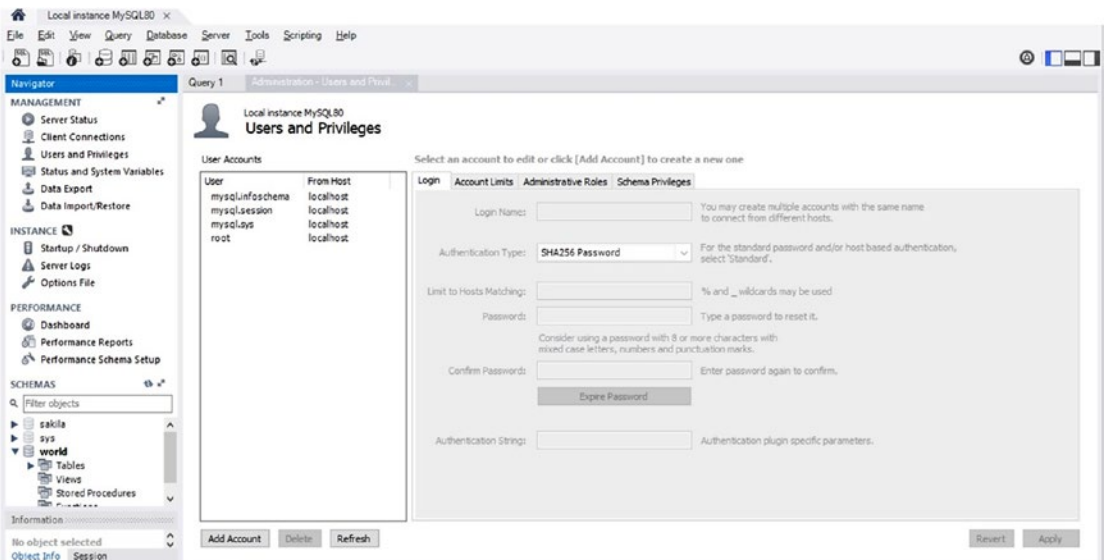 Local instance MySQL80 ×
File Edit View Query Database Server Tools Scripting Help
Navigator
MANAGEMENT
Server Status
Client Connections
Users and Privileges
Status and System Variables
Data Export
Data Import/Restore
INSTANCE
Startup / Shutdown
Server Logs
Options File
PERFORMANCE
Dashboard
Performance Reports
Performance Schema Setup
SCHEMAS
Filter objects
sakila
sys
world
Tables
Views
Stored Procedures
Functions
Information
No object selected
Object Info Session
Query 1 Administration - Users and Privil... ×
Local instance MySQL80
Users and Privileges
User Accounts
User From Host
mysql.infoschema localhost
mysql.session localhost
mysql.sys localhost
root localhost
Add Account Delete Refresh
Select an account to edit or click [Add Account] to create a new one
Login Account Limits Administrative Roles Schema Privileges
Login Name: You may create multiple accounts with the same name
to connect from different hosts.
Authentication Type: SHA256 Password For the standard password and/or host based authentication,
select 'Standard'.
Limit to Hosts Matching: % and _ wildcards may be used
Password: Type a password to reset it.
Consider using a password with 8 or more characters with
mixed case letters, numbers and punctuation marks.
Confirm Password: Enter password again to confirm.
Expire Password
Authentication String: Authentication plugin specific parameters.
Revert Apply